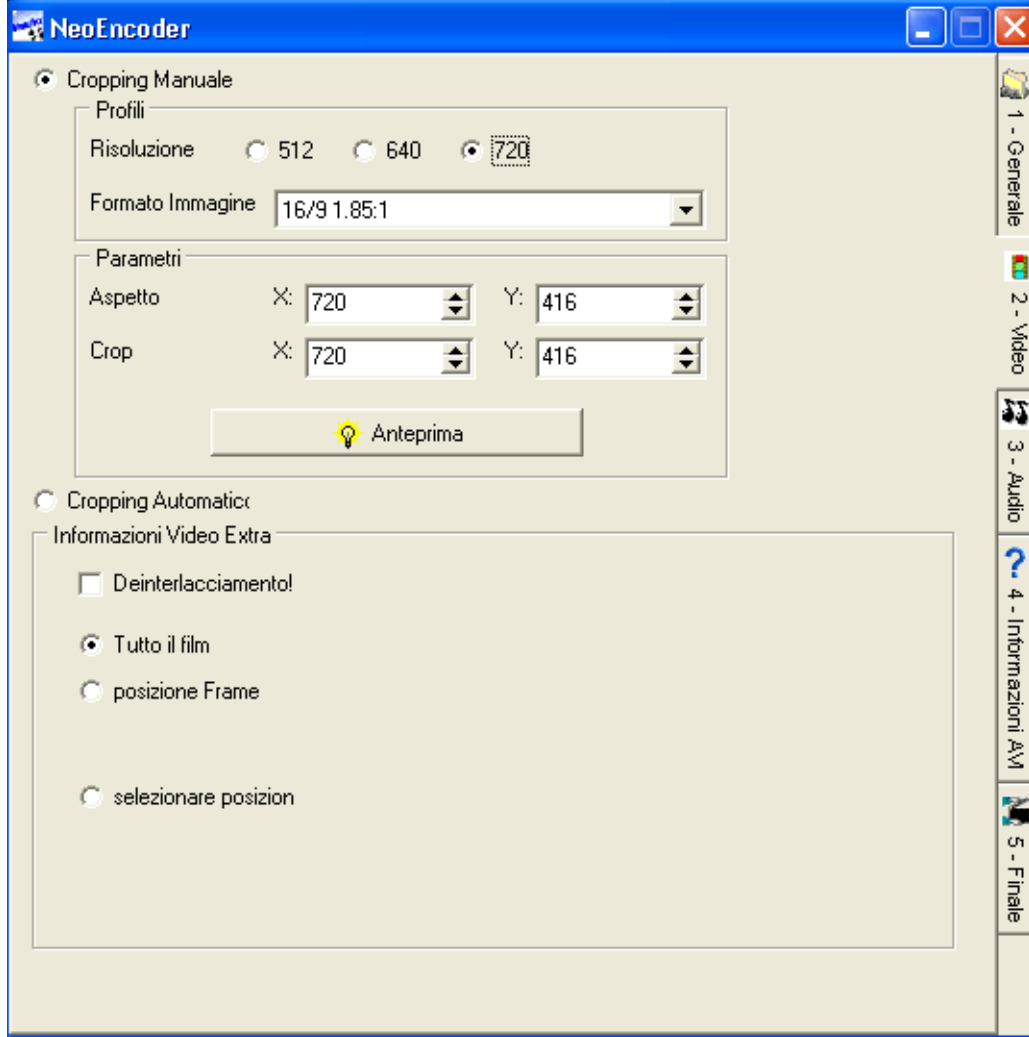 NeoEncoder
Cropping Manuale
Profili
Risoluzione 512 640 720
Formato Immagine 16/9 1.85:1
Parametri
Aspetto X: 720 Y: 416
Crop X: 720 Y: 416
Anteprima
Cropping Automatico
Informazioni Video Extra
Deinterlacciamento!
Tutto il film
posizione Frame
selezionare posizion
1 - Generale
2 - Video
3 - Audio
4 - Informazioni AVI
5 - Finale